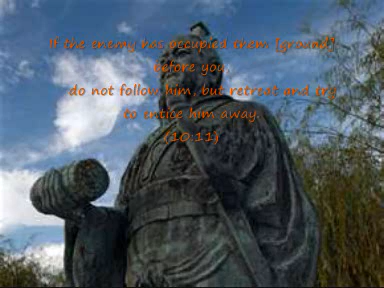 If the enemy has occupied them [ground]
before you,
do not follow him, but retreat and try
to entice him away.
(10:11)